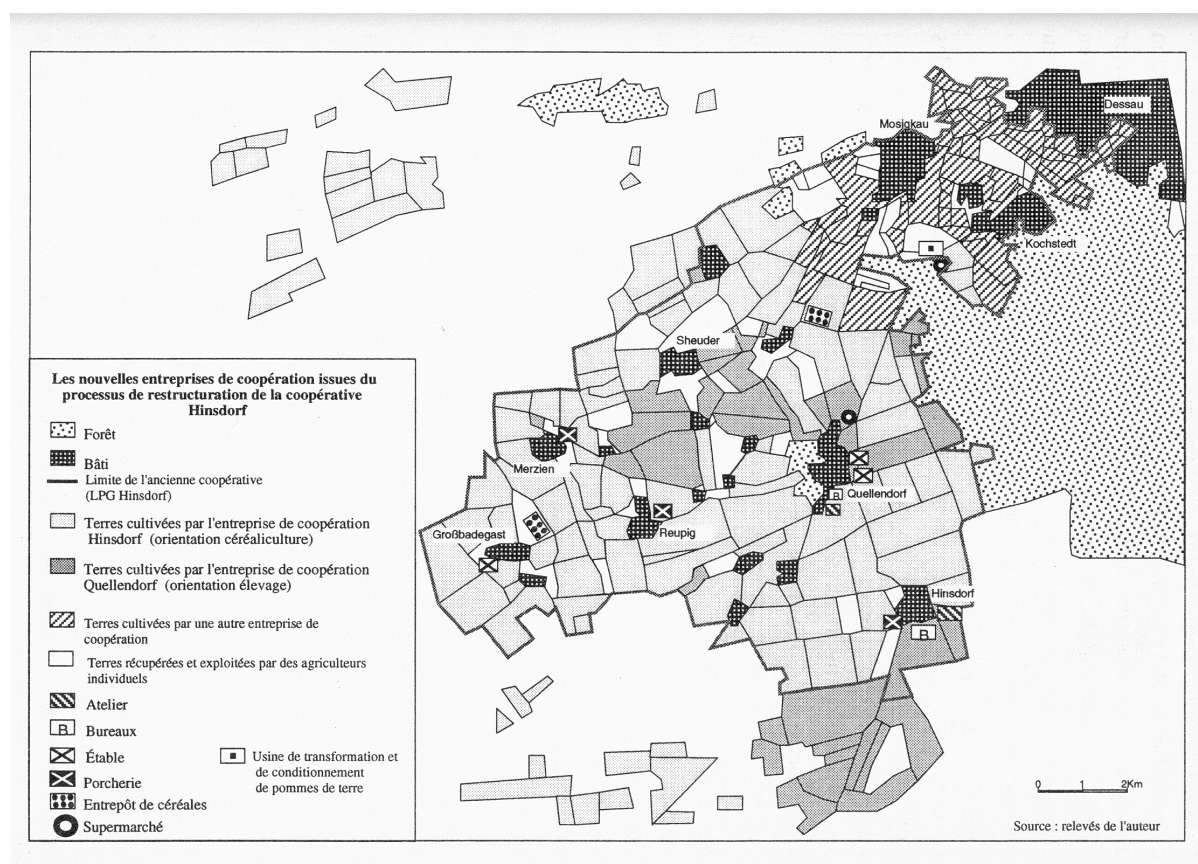 Dessau
Mosigkau
Kochstedt
Sheuder
Merzien
Quellendorf
B
Großbadegast
Reupig
Hinsdorf
B
Les nouvelles entreprises de coopération issues du
processus de restructuration de la coopérative
Hinsdorf
Forêt
Bâti
Limite de l'ancienne coopérative
(LPG Hinsdorf)
Terres cultivées par l'entreprise de coopération
Hinsdorf (orientation céréaliculture)
Terres cultivées par l'entreprise de coopération
Quellendorf (orientation élevage)
Terres cultivées par une autre entreprise de
coopération
Terres récupérées et exploitées par des agriculteurs
individuels
Atelier
B Bureaux
Étable
Porcherie
Entrepôt de céréales
Supermarché
Usine de transformation et
de conditionnement
de pommes de terre
0 1 2Km
Source : relevés de l'auteur